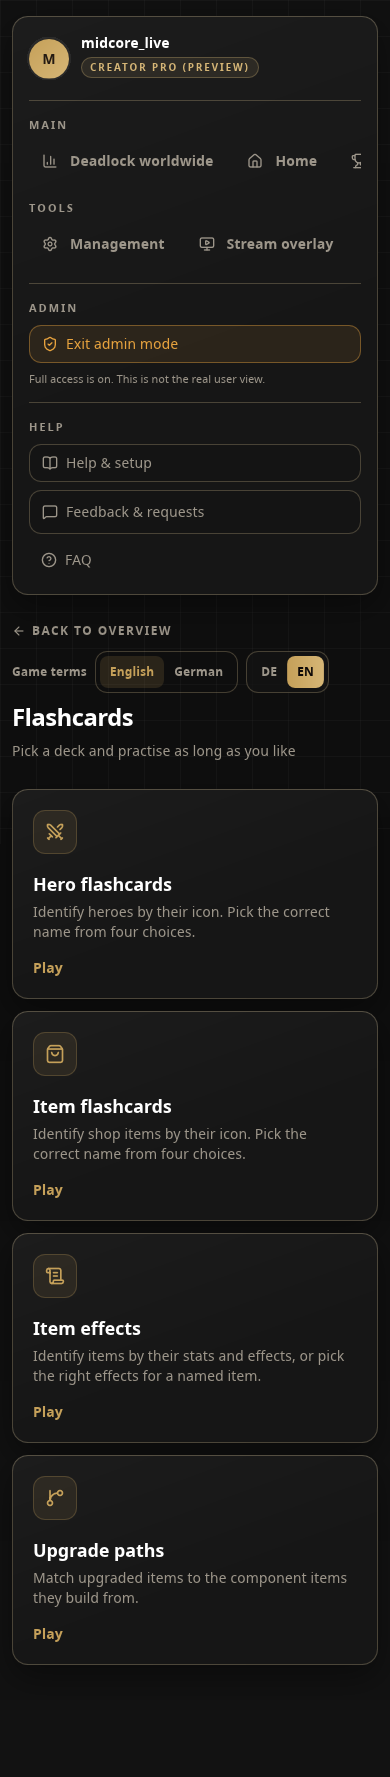 M
midcore_live
CREATOR PRO (PREVIEW)
MAIN
Deadlock worldwide
Home
TOOLS
Management
Stream overlay
ADMIN
Exit admin mode
Full access is on. This is not the real user view.
HELP
Help & setup
Feedback & requests
FAQ
BACK TO OVERVIEW
Game terms
English
German
DE
EN
Flashcards
Pick a deck and practise as long as you like
Hero flashcards
Identify heroes by their icon. Pick the correct
name from four choices.
Play
Item flashcards
Identify shop items by their icon. Pick the
correct name from four choices.
Play
Item effects
Identify items by their stats and effects, or pick
the right effects for a named item.
Play
Upgrade paths
Match upgraded items to the component items
they build from.
Play